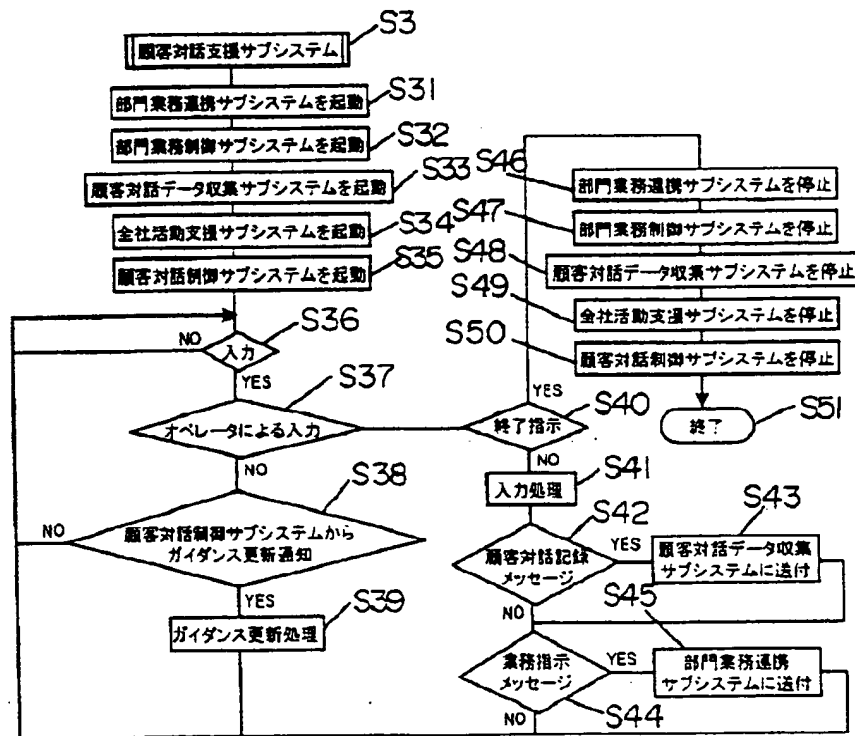 S3
顧客対話支援サブシステム
S31
部門業務連携サブシステムを起動
S32
部門業務制御サブシステムを起動
S33
顧客対話データ収集サブシステムを起動
S34
全社活動支援サブシステムを起動
S35
顧客対話制御サブシステムを起動
S36
NO
入力
YES
S37
オペレータによる入力
NO
S38
NO
顧客対話制御サブシステムから
ガイダンス更新通知
YES
S39
ガイダンス更新処理
YES
S40
終了指示
NO
S41
入力処理
S42
顧客対話記録
メッセージ
YES
S43
顧客対話データ収集
サブシステムに送付
NO
S45
業務指示
メッセージ
YES
部門業務連携
サブシステムに送付
NO
S44
S46
部門業務連携サブシステムを停止
S47
部門業務制御サブシステムを停止
S48
顧客対話データ収集サブシステムを停止
S49
全社活動支援サブシステムを停止
S50
顧客対話制御サブシステムを停止
終了
S51